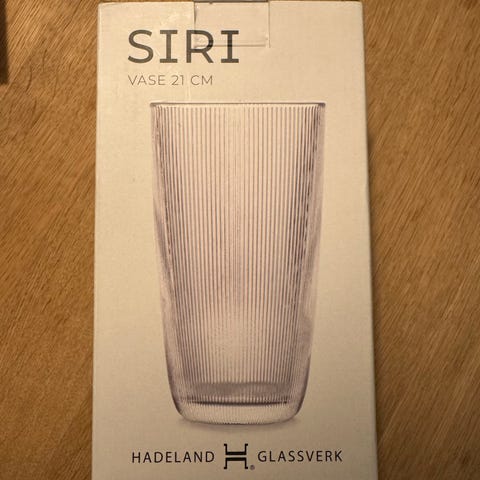 SIRI
VASE 21 CM
HADELAND GLASSVERK
®